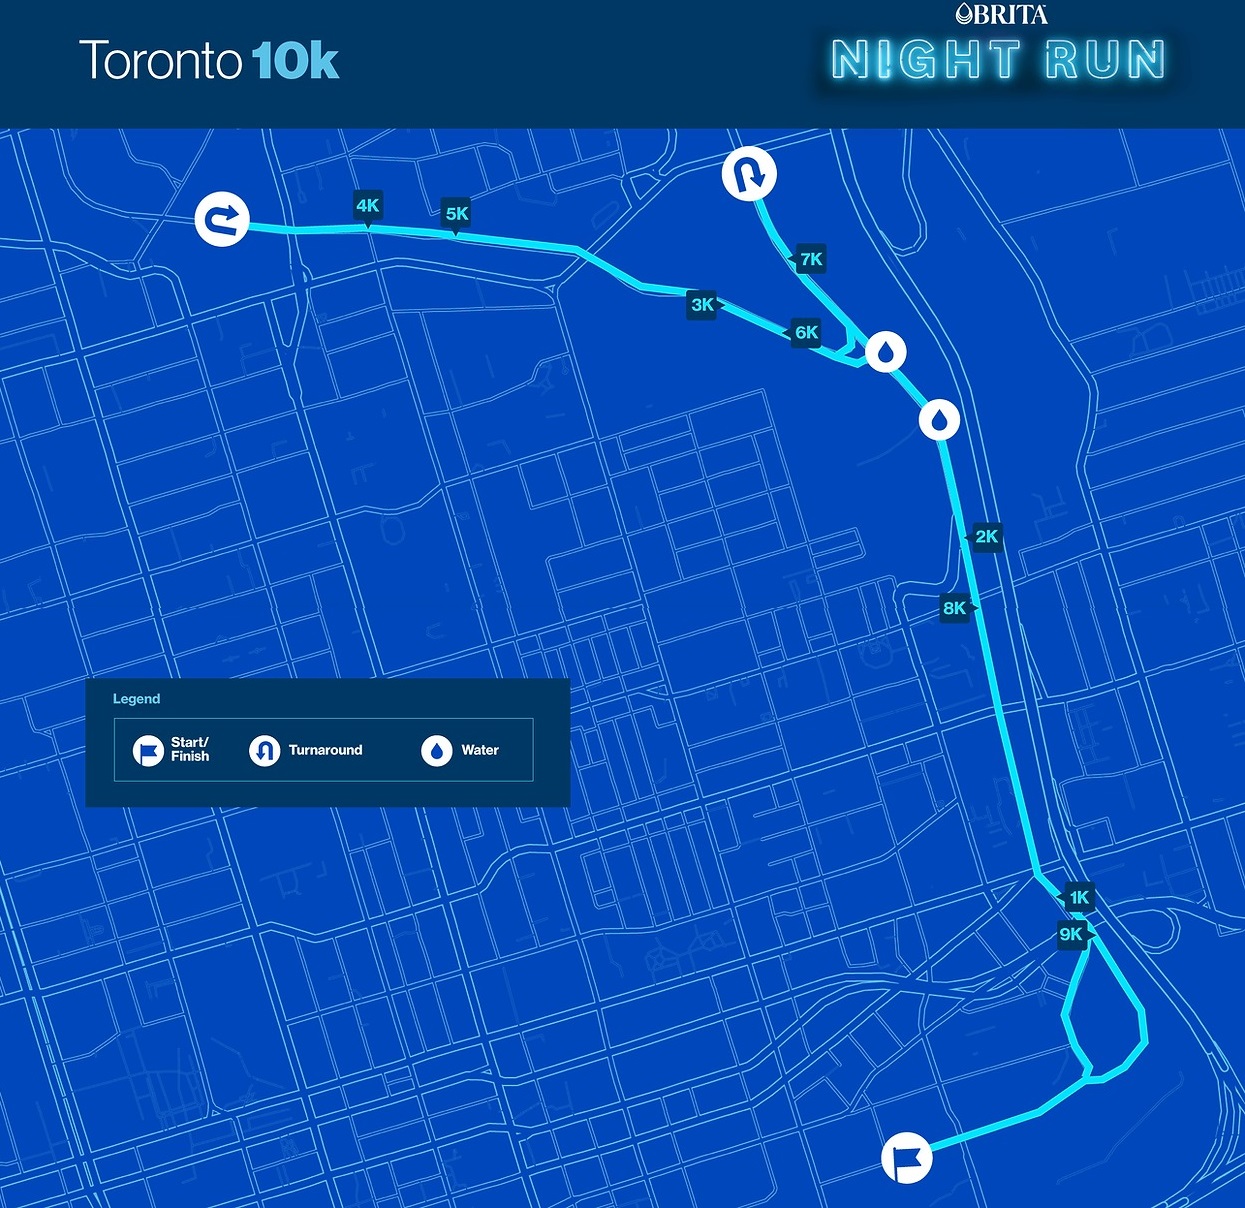 BRITA
Toronto 10k
NIGHT RUN
4K
5K
7K
3K
6K
2K
8K
Legend
Start/
Finish
Turnaround
Water
1K
9K